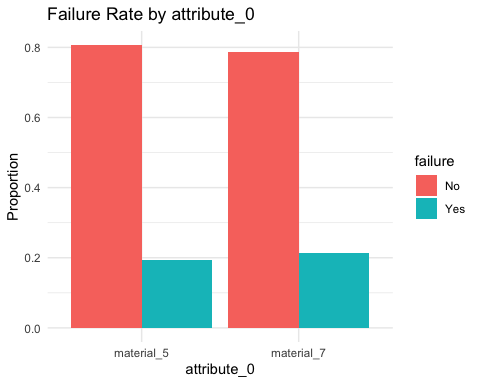 Failure Rate by attribute_0
0.8
0.6
0.4
0.2
0.0
Proportion
material_5
material_7
attribute_0
failure
No
Yes